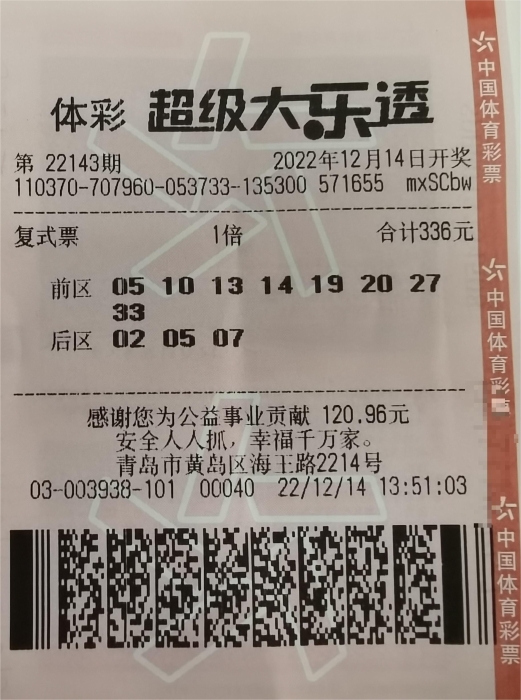 体彩 超级大乐透
第 22143期 2022年12月14日开奖
110370-707960-053733-135300 571655 mxSCbw
复式票 1倍 合计336元
前区 05 10 13 14 19 20 27
33
后区 02 05 07
感谢您为公益事业贡献 120.96元
安全人人抓，幸福千万家。
青岛市黄岛区海王路2214号
03-003938-101 00040 22/12/14 13:51:03
中国体育彩票
中国体育彩票
中国体育彩票